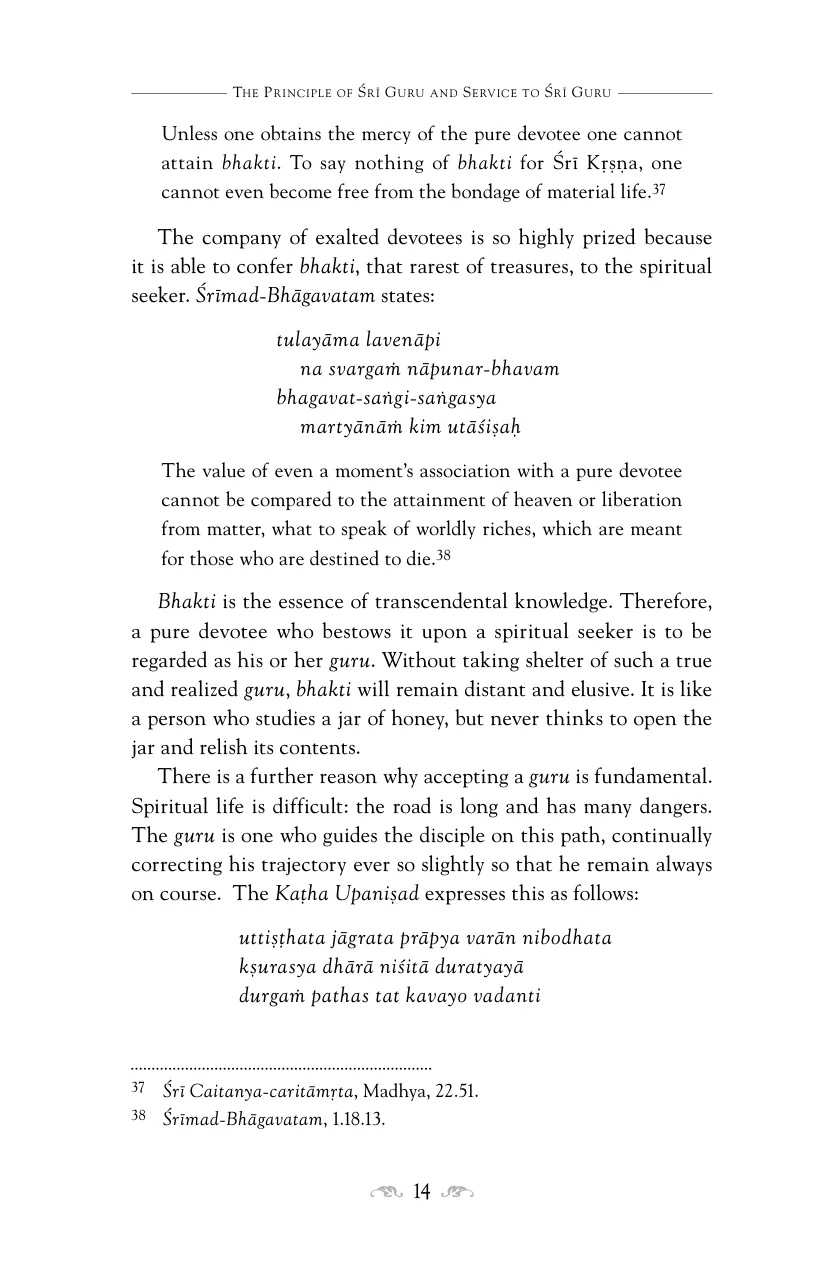 The Principle of Śrī Guru and Service to Śrī Guru
Unless one obtains the mercy of the pure devotee one cannot
attain bhakti. To say nothing of bhakti for Śrī Kṛṣṇa, one
cannot even become free from the bondage of material life.37
The company of exalted devotees is so highly prized because
it is able to confer bhakti, that rarest of treasures, to the spiritual
seeker. Śrīmad-Bhāgavatam states:
tulayāma lavenāpi
na svargaṁ nāpunar-bhavam
bhagavat-saṅgi-saṅgasya
martyānāṁ kim utāśiṣaḥ
The value of even a moment’s association with a pure devotee
cannot be compared to the attainment of heaven or liberation
from matter, what to speak of worldly riches, which are meant
for those who are destined to die.38
Bhakti is the essence of transcendental knowledge. Therefore,
a pure devotee who bestows it upon a spiritual seeker is to be
regarded as his or her guru. Without taking shelter of such a true
and realized guru, bhakti will remain distant and elusive. It is like
a person who studies a jar of honey, but never thinks to open the
jar and relish its contents.
There is a further reason why accepting a guru is fundamental.
Spiritual life is difficult: the road is long and has many dangers.
The guru is one who guides the disciple on this path, continually
correcting his trajectory ever so slightly so that he remain always
on course. The Kaṭha Upaniṣad expresses this as follows:
uttiṣṭhata jāgrata prāpya varān nibodhata
kṣurasya dhārā niśitā duratyayā
durgaṁ pathas tat kavayo vadanti
37 Śrī Caitanya-caritāmṛta, Madhya, 22.51.
38 Śrīmad-Bhāgavatam, 1.18.13.
14